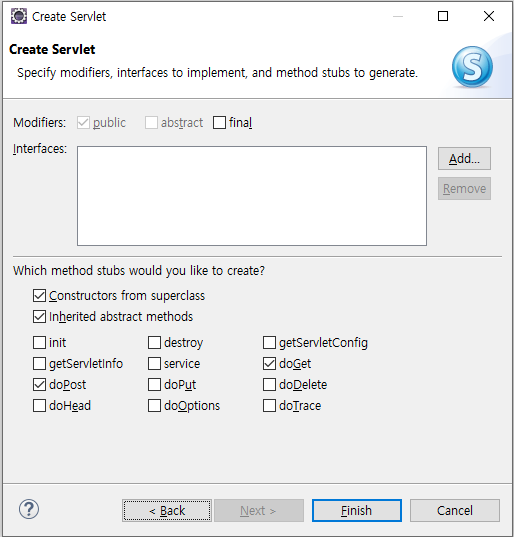 Create Servlet
Create Servlet
Specify modifiers, interfaces to implement, and method stubs to generate.
S
Modifiers: public abstract final
Interfaces:
Add...
Remove
Which method stubs would you like to create?
Constructors from superclass
Inherited abstract methods
init destroy getServletConfig
getServletInfo service doGet
doPost doPut doDelete
doHead doOptions doTrace
? < Back Next > Finish Cancel